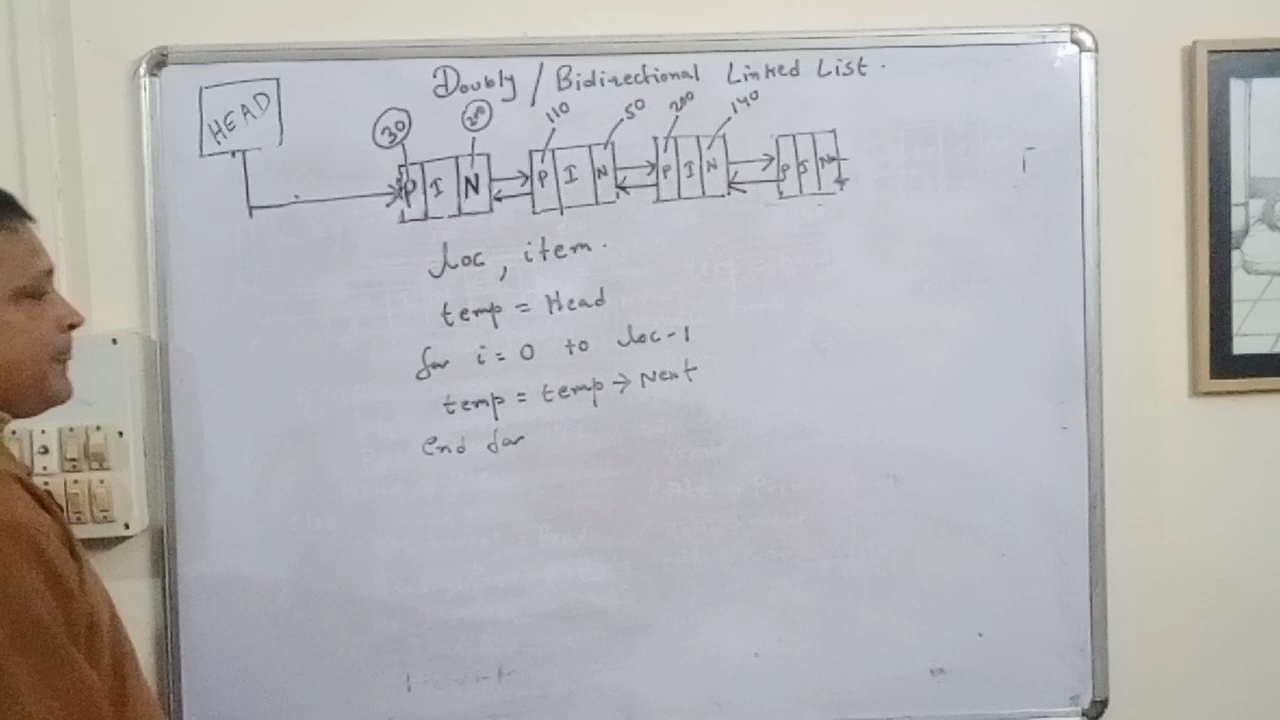 Doubly / Bidirectional Linked List.
HEAD
30 200 110 50 200 140
P I N P I N P I N P I N
loc, item.
temp = Head
for i = 0 to loc-1
temp = temp → Next
end for